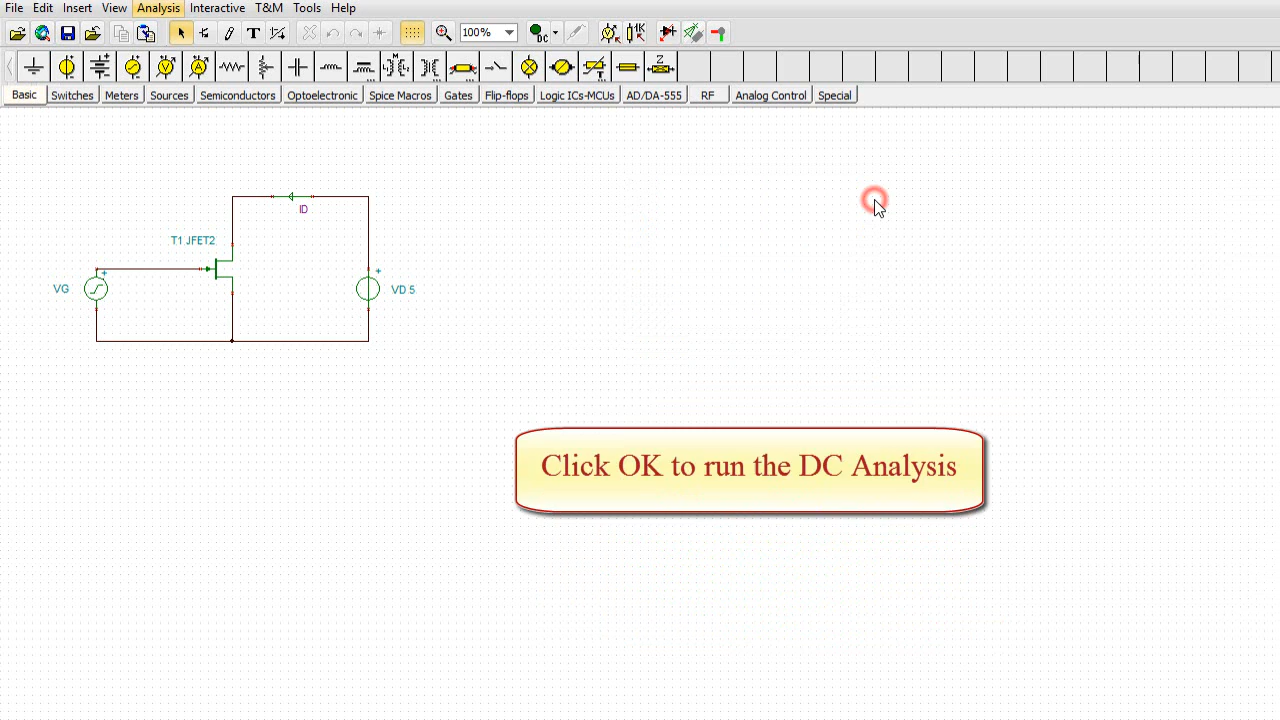 File Edit Insert View Analysis Interactive T&M Tools Help
100% DC 1K
Basic Switches Meters Sources Semiconductors Optoelectronic Spice Macros Gates Flip-flops Logic ICs-MCUs AD/DA-555 RF Analog Control Special
ID
T1 JFET2
VG
VD 5
Click OK to run the DC Analysis